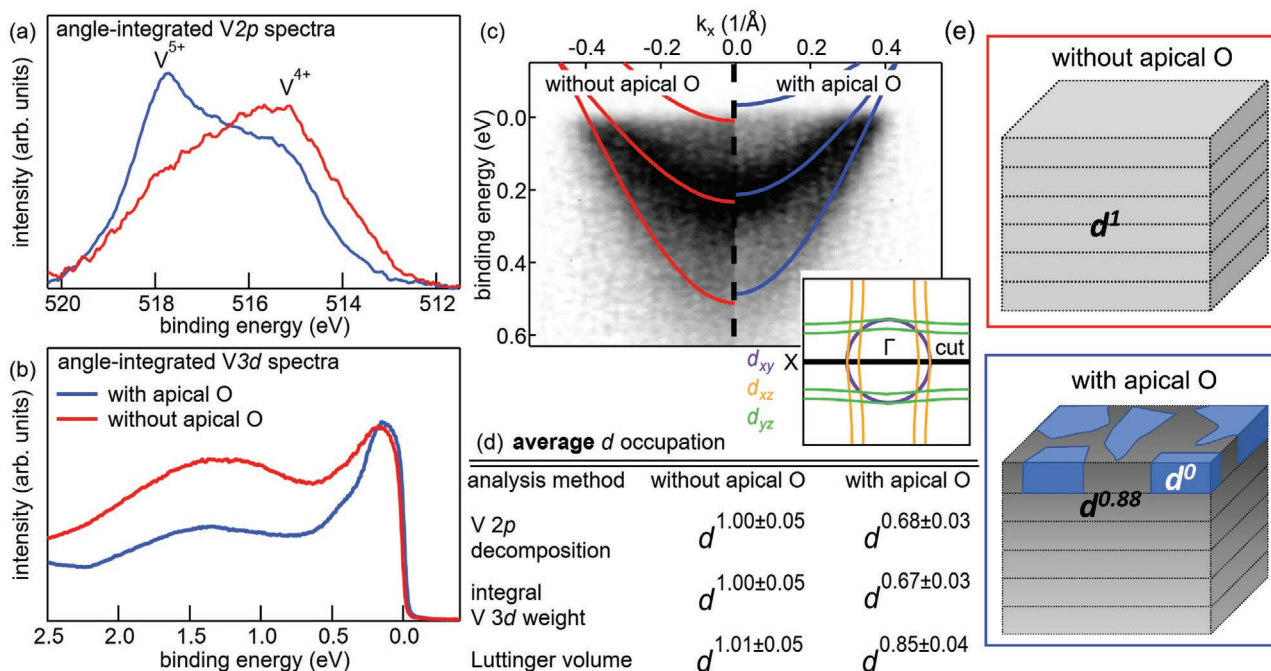 (a) angle-integrated V2p spectra
V5+
V4+
intensity (arb. units)
520 518 516 514 512
binding energy (eV)
(b) angle-integrated V3d spectra
with apical O
without apical O
intensity (arb. units)
2.5 2.0 1.5 1.0 0.5 0.0
binding energy (eV)
(c)
kx (1/Å)
-0.4 -0.2 0.0 0.2 0.4
without apical O
with apical O
0.0
0.2
0.4
0.6
binding energy (eV)
X Γ cut
dxy
dxz
dyz
(d) average d occupation
analysis method without apical O with apical O
V 2p
decomposition d1.00±0.05 d0.68±0.03
integral
V 3d weight d1.00±0.05 d0.67±0.03
Luttinger volume d1.01±0.05 d0.85±0.04
(e)
without apical O
d1
with apical O
d0
d0.88